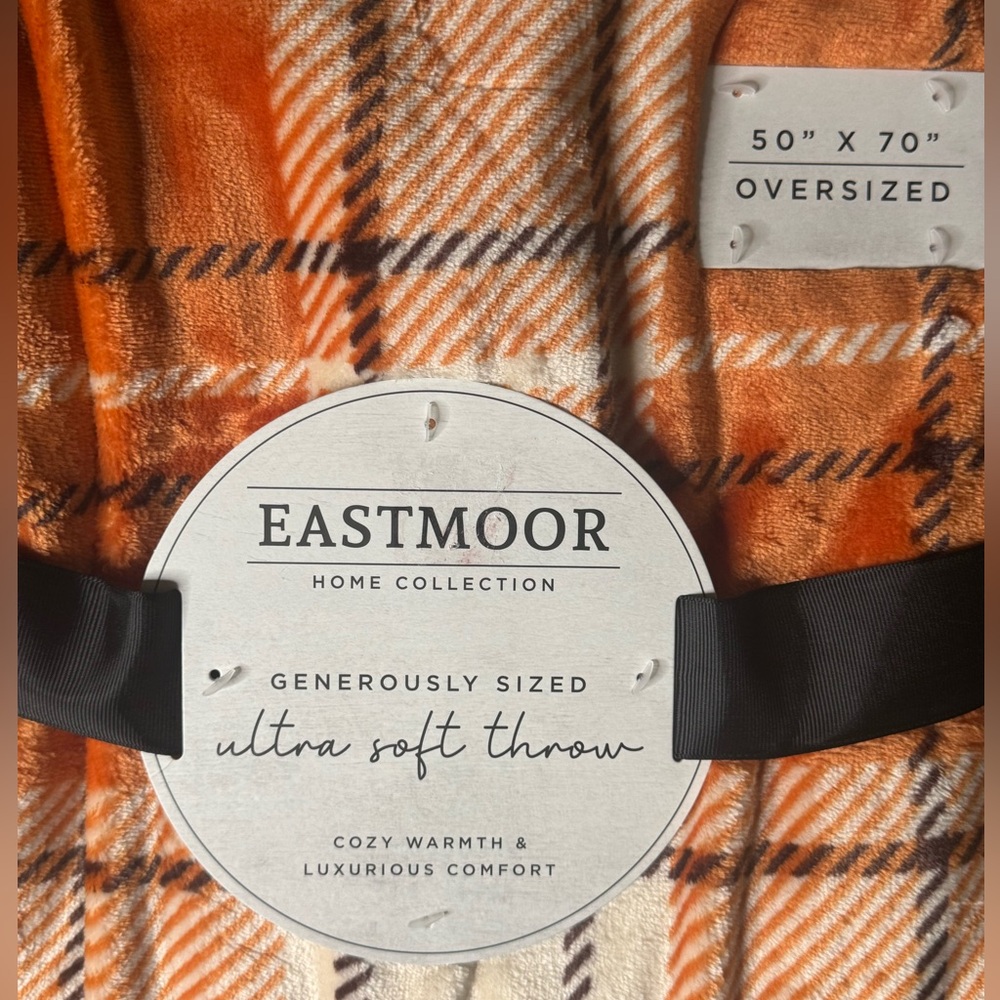 50” X 70”
OVERSIZED
EASTMOOR
HOME COLLECTION
GENEROUSLY SIZED
ultra soft throw
COZY WARMTH &
LUXURIOUS COMFORT